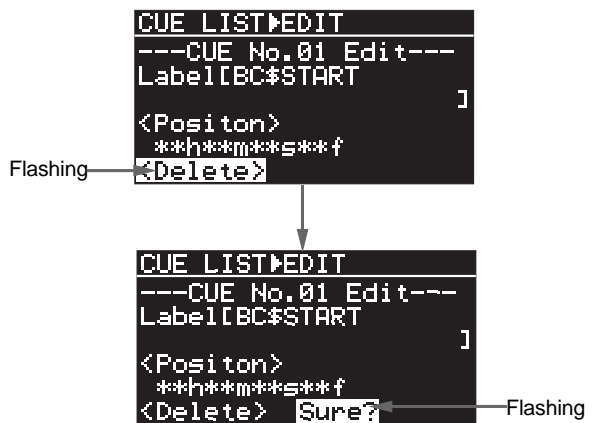 CUE LIST▶EDIT
---CUE No.01 Edit---
Label[BC$START
]
<Positon>
**h**m**s**f
Flashing
<Delete>
CUE LIST▶EDIT
---CUE No.01 Edit---
Label[BC$START
]
<Positon>
**h**m**s**f
<Delete> Sure?
Flashing